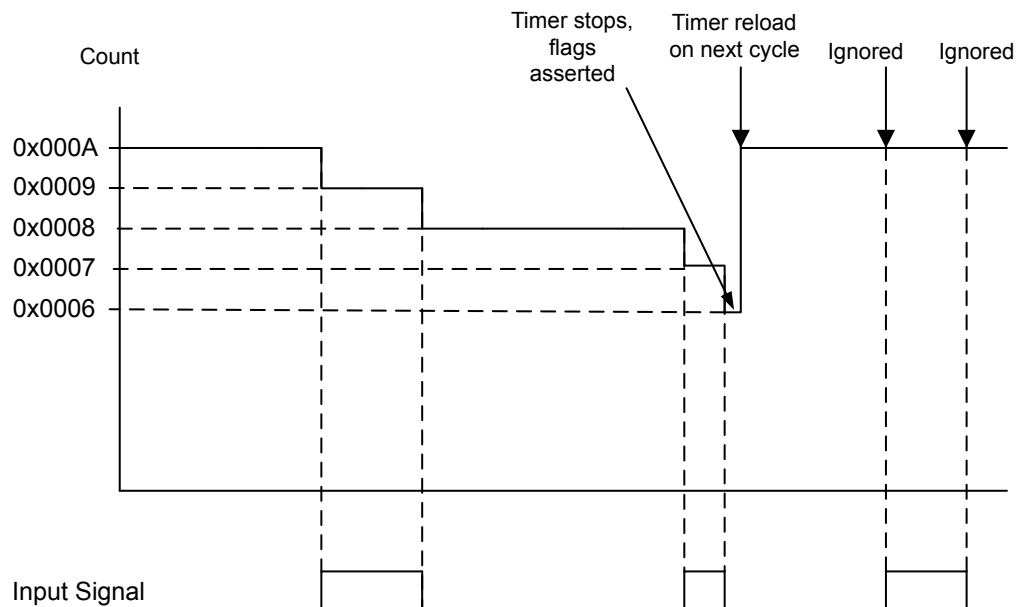 Timer stops,
flags
asserted
Timer reload
on next cycle
Ignored
Ignored
Count
0x000A
0x0009
0x0008
0x0007
0x0006
Input Signal